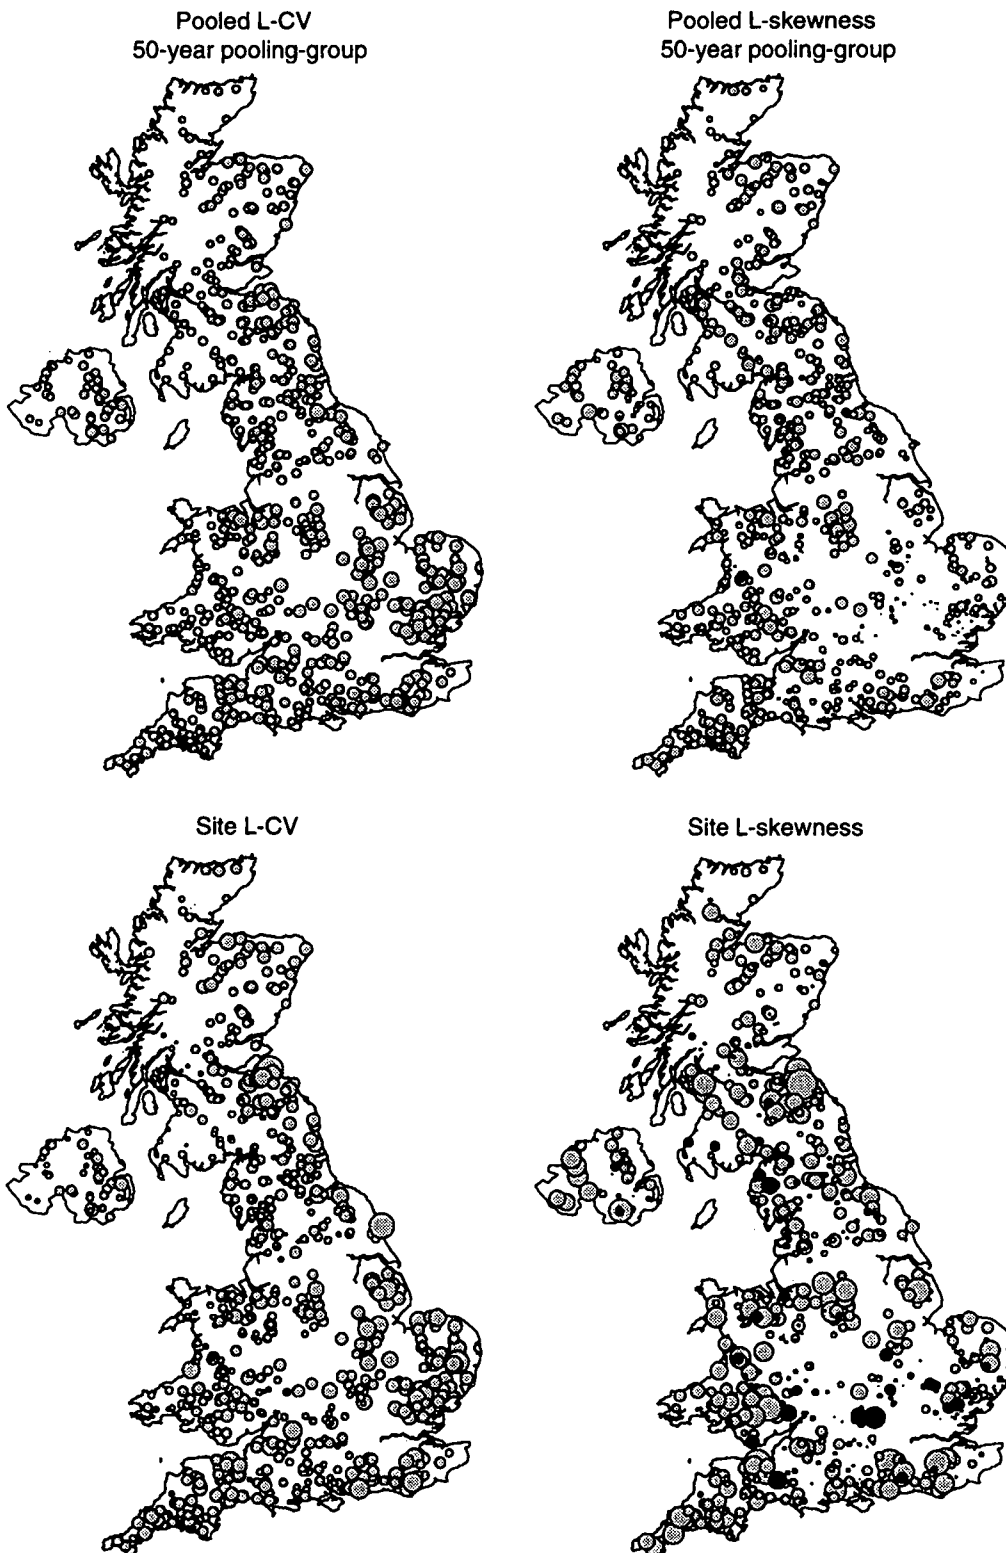 Pooled L-CV
50-year pooling-group
Pooled L-skewness
50-year pooling-group
Site L-CV
Site L-skewness